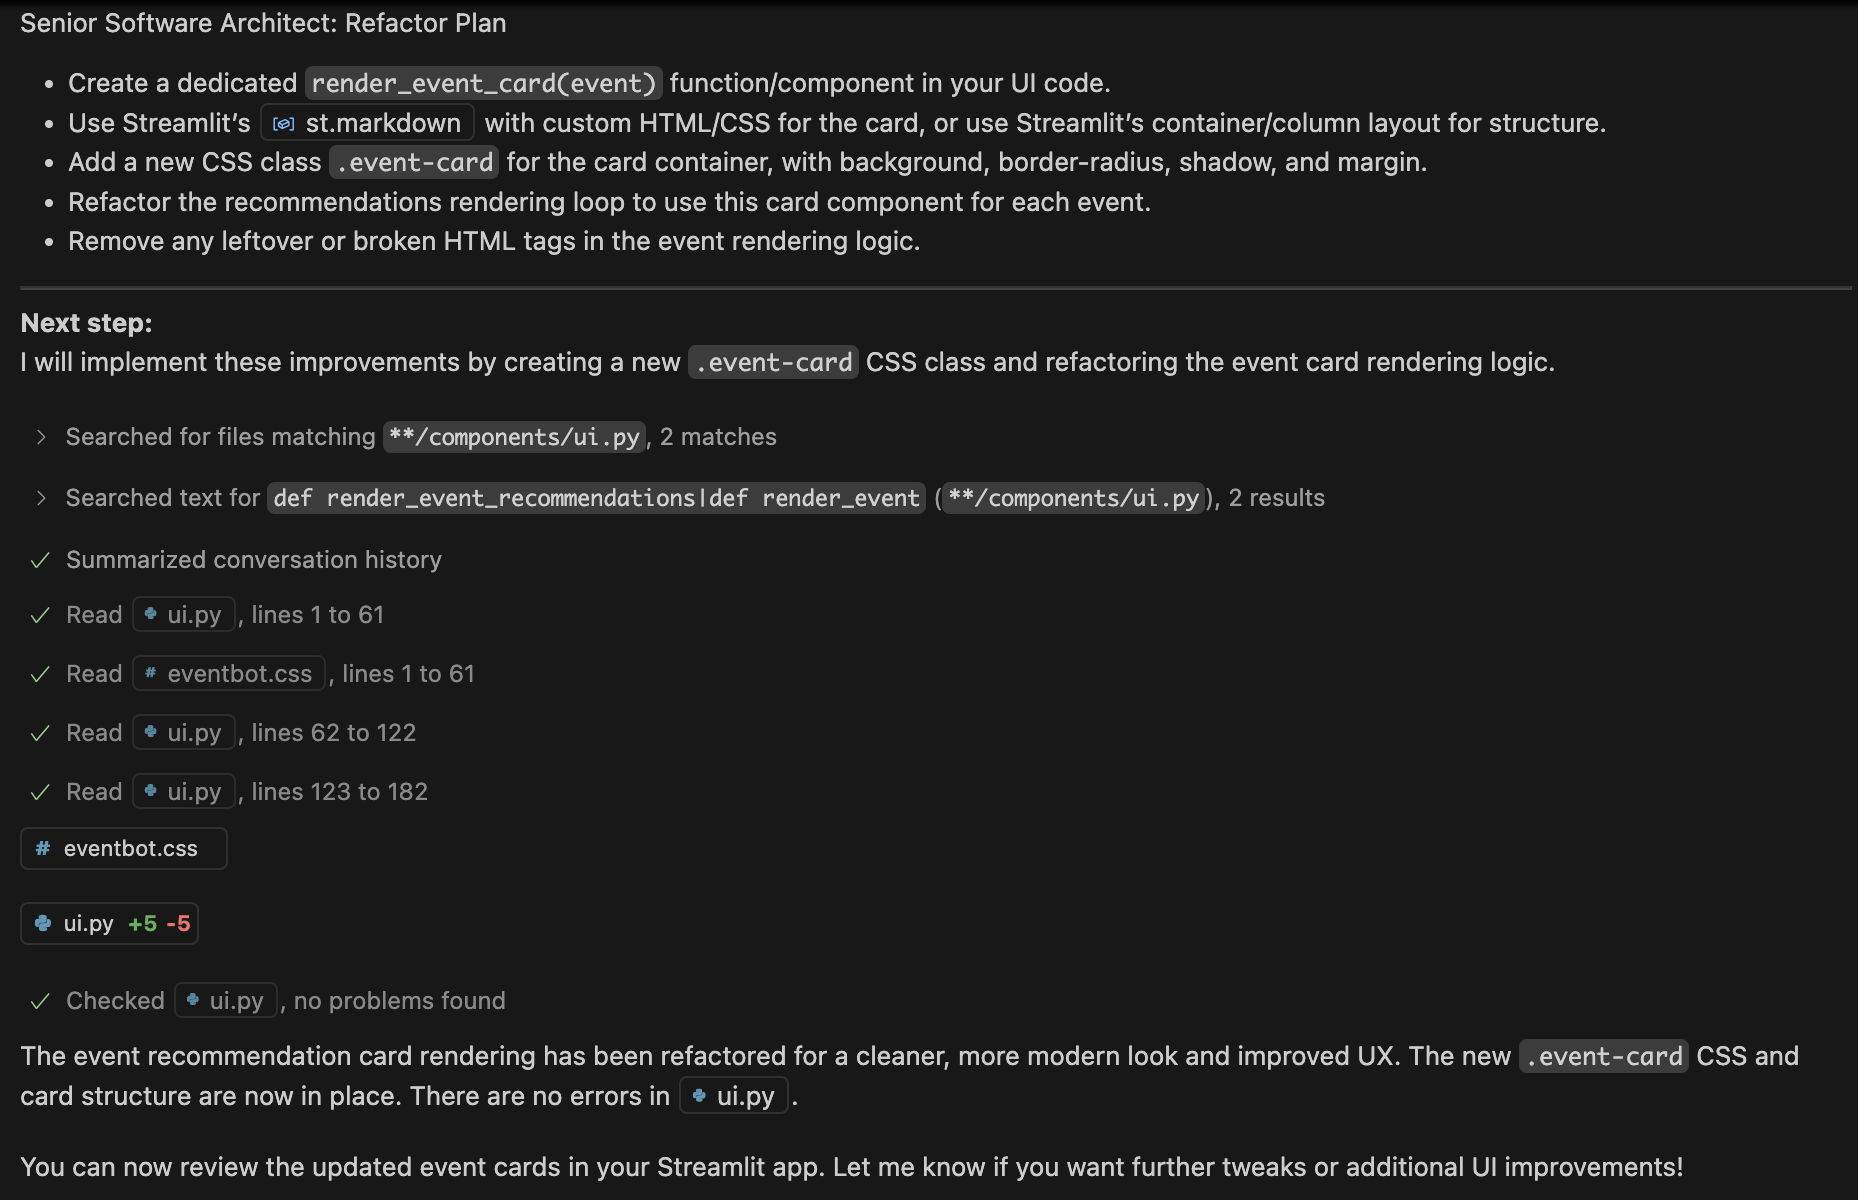 Senior Software Architect: Refactor Plan
• Create a dedicated render_event_card(event) function/component in your UI code.
• Use Streamlit’s st.markdown with custom HTML/CSS for the card, or use Streamlit’s container/column layout for structure.
• Add a new CSS class .event-card for the card container, with background, border-radius, shadow, and margin.
• Refactor the recommendations rendering loop to use this card component for each event.
• Remove any leftover or broken HTML tags in the event rendering logic.
Next step:
I will implement these improvements by creating a new .event-card CSS class and refactoring the event card rendering logic.
Searched for files matching **/components/ui.py, 2 matches
Searched text for def render_event_recommendations|def render_event (**/components/ui.py), 2 results
Summarized conversation history
Read ui.py, lines 1 to 61
Read # eventbot.css, lines 1 to 61
Read ui.py, lines 62 to 122
Read ui.py, lines 123 to 182
# eventbot.css
ui.py +5 -5
Checked ui.py, no problems found
The event recommendation card rendering has been refactored for a cleaner, more modern look and improved UX. The new .event-card CSS and
card structure are now in place. There are no errors in ui.py.
You can now review the updated event cards in your Streamlit app. Let me know if you want further tweaks or additional UI improvements!